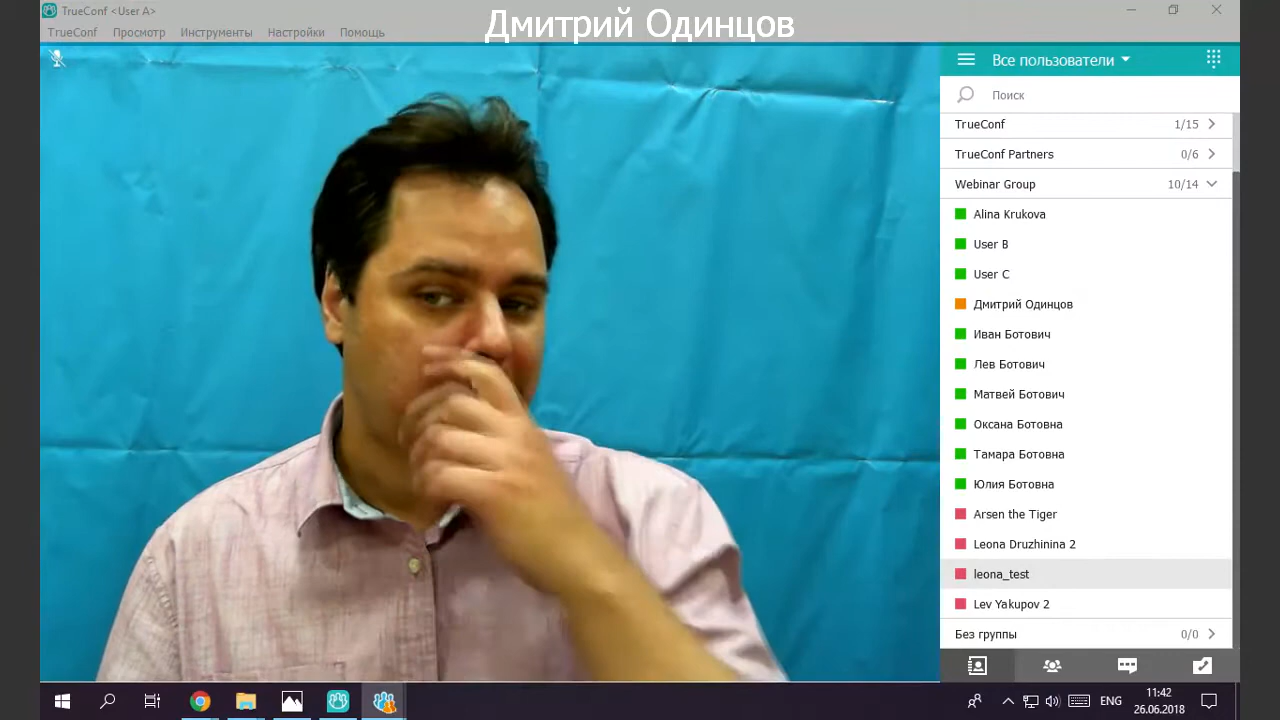 TrueConf <User A>
Дмитрий Одинцов
TrueConf Просмотр Инструменты Настройки Помощь
Все пользователи
Поиск
TrueConf 1/15
TrueConf Partners 0/6
Webinar Group 10/14
Alina Krukova
User B
User C
Дмитрий Одинцов
Иван Ботович
Лев Ботович
Матвей Ботович
Оксана Ботовна
Тамара Ботовна
Юлия Ботовна
Arsen the Tiger
Leona Druzhinina 2
leona_test
Lev Yakupov 2
Без группы 0/0
ENG
11:42
26.06.2018